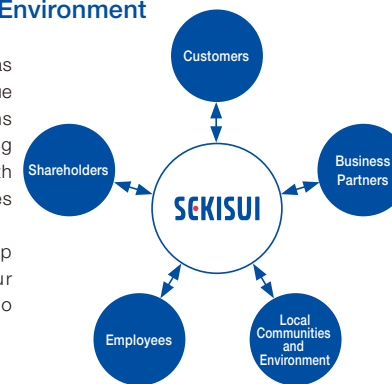 Environment
Customers
Shareholders
Business
Partners
SEKISUI
Employees
Local
Communities
and
Environment